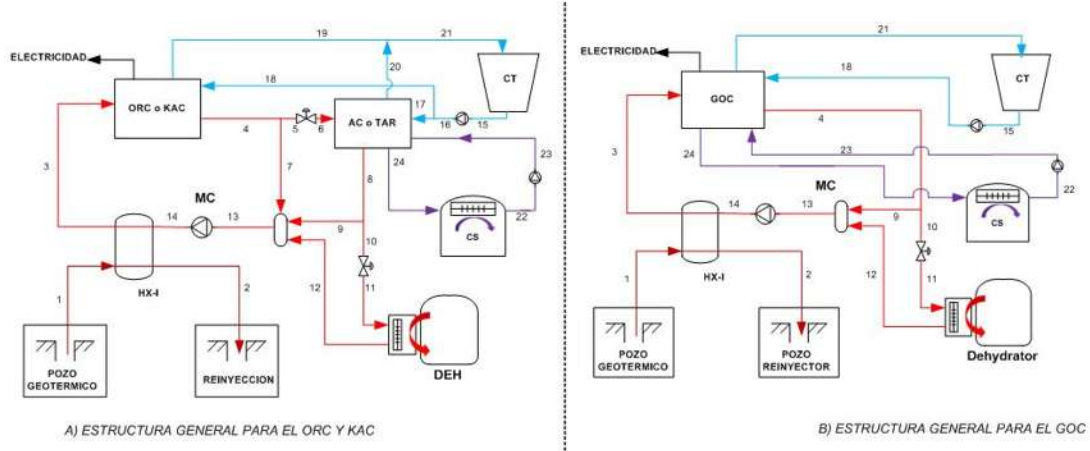 19
21
ELECTRICIDAD
CT
20
18
ORC o KAC
17
16
15
5
6
AC o TAR
4
3
7
8
24
23
MC
14
13
9
22
CS
10
HX-I
1
2
12
11
POZO
GEOTERMICO
REINYECCION
DEH
A) ESTRUCTURA GENERAL PARA EL ORC Y KAC
21
ELECTRICIDAD
CT
18
GOC
15
4
3
24
23
MC
14
13
9
22
CS
10
HX-I
1
2
12
11
POZO
GEOTERMICO
POZO
REINYECTOR
Dehydrator
B) ESTRUCTURA GENERAL PARA EL GOC